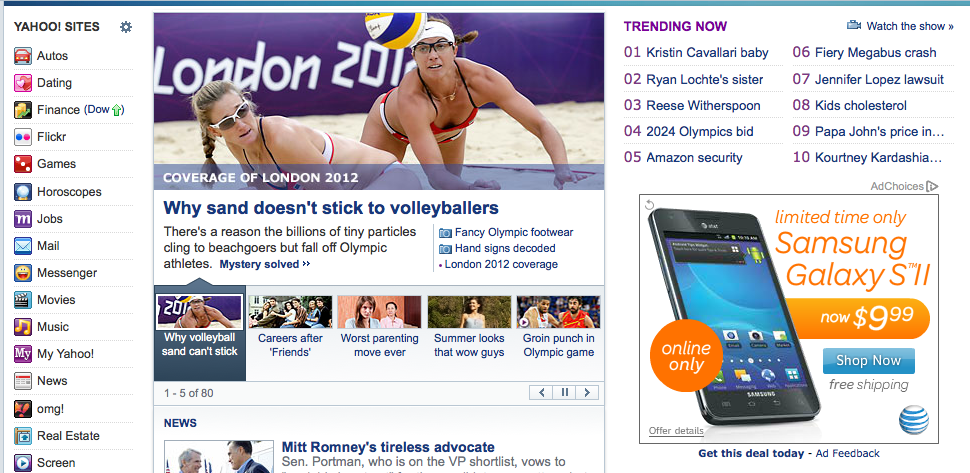 YAHOO! SITES
Autos
Dating
Finance (Dow )
Flickr
Games
Horoscopes
Jobs
Mail
Messenger
Movies
Music
My Yahoo!
News
omg!
Real Estate
Screen
London 201
COVERAGE OF LONDON 2012
Why sand doesn't stick to volleyballers
There's a reason the billions of tiny particles
cling to beachgoers but fall off Olympic
athletes. Mystery solved ››
Fancy Olympic footwear
Hand signs decoded
• London 2012 coverage
Why volleyball
sand can't stick
Careers after
'Friends'
Worst parenting
move ever
Summer looks
that wow guys
Groin punch in
Olympic game
1 - 5 of 80
NEWS
Mitt Romney's tireless advocate
Sen. Portman, who is on the VP shortlist, vows to
TRENDING NOW
Watch the show »
01 Kristin Cavallari baby
02 Ryan Lochte's sister
03 Reese Witherspoon
04 2024 Olympics bid
05 Amazon security
06 Fiery Megabus crash
07 Jennifer Lopez lawsuit
08 Kids cholesterol
09 Papa John's price in...
10 Kourtney Kardashia...
AdChoices
limited time only
Samsung
Galaxy S™II
now $9.99
online
only
Shop Now
free shipping
at&t
SAMSUNG
Offer details
at&t
Get this deal today - Ad Feedback